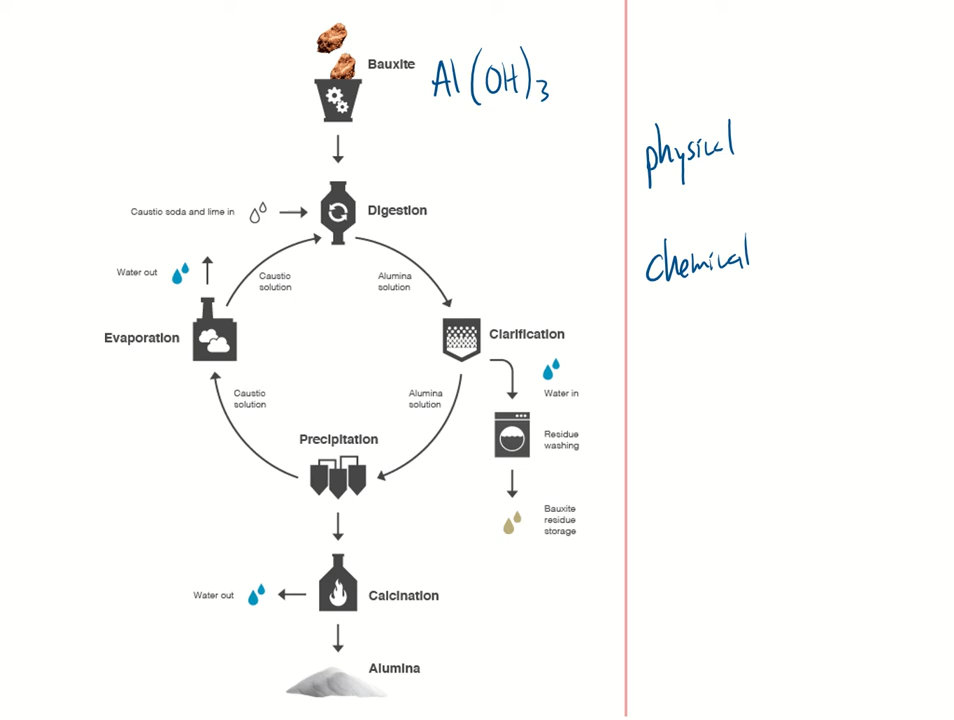 Bauxite
Al(OH)3
physical
Caustic soda and lime in
Digestion
chemical
Water out
Caustic
solution
Alumina
solution
Evaporation
Clarification
Caustic
solution
Alumina
solution
Water in
Precipitation
Residue
washing
Bauxite
residue
storage
Water out
Calcination
Alumina